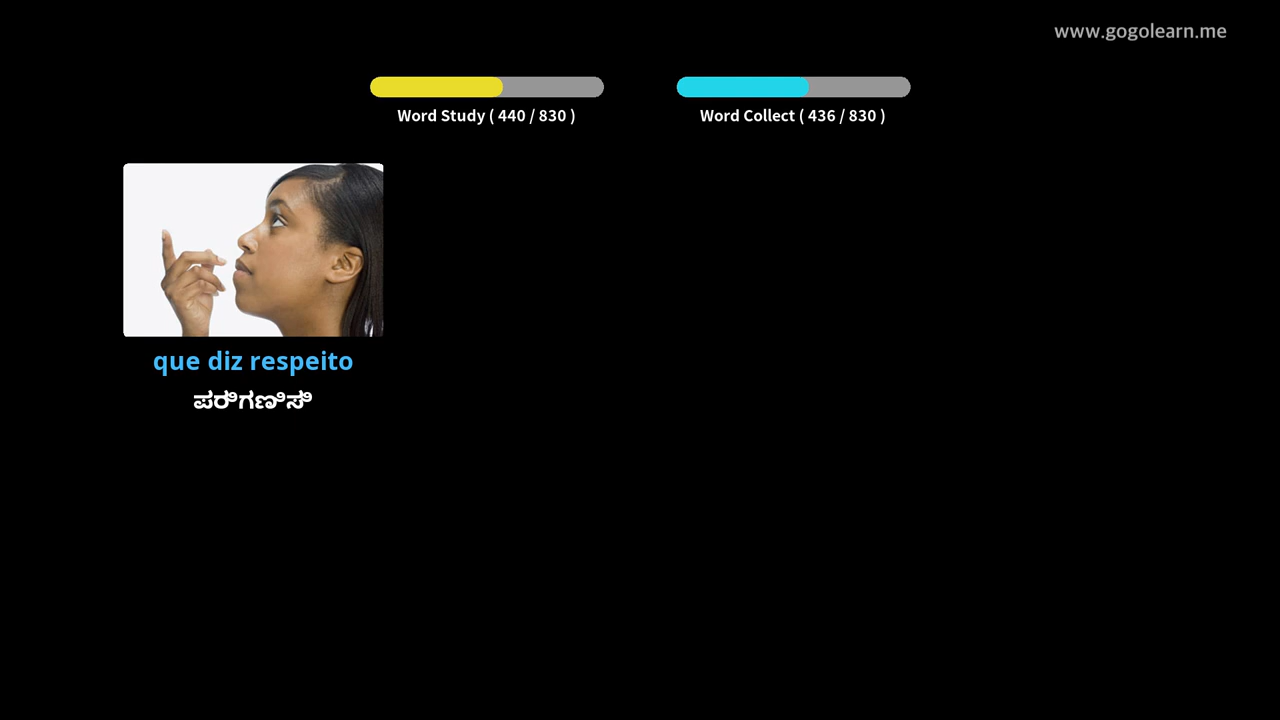 www.gogolearn.me
Word Study ( 440 / 830 )
Word Collect ( 436 / 830 )
que diz respeito
ಪರಿಗಣಿಸಿ